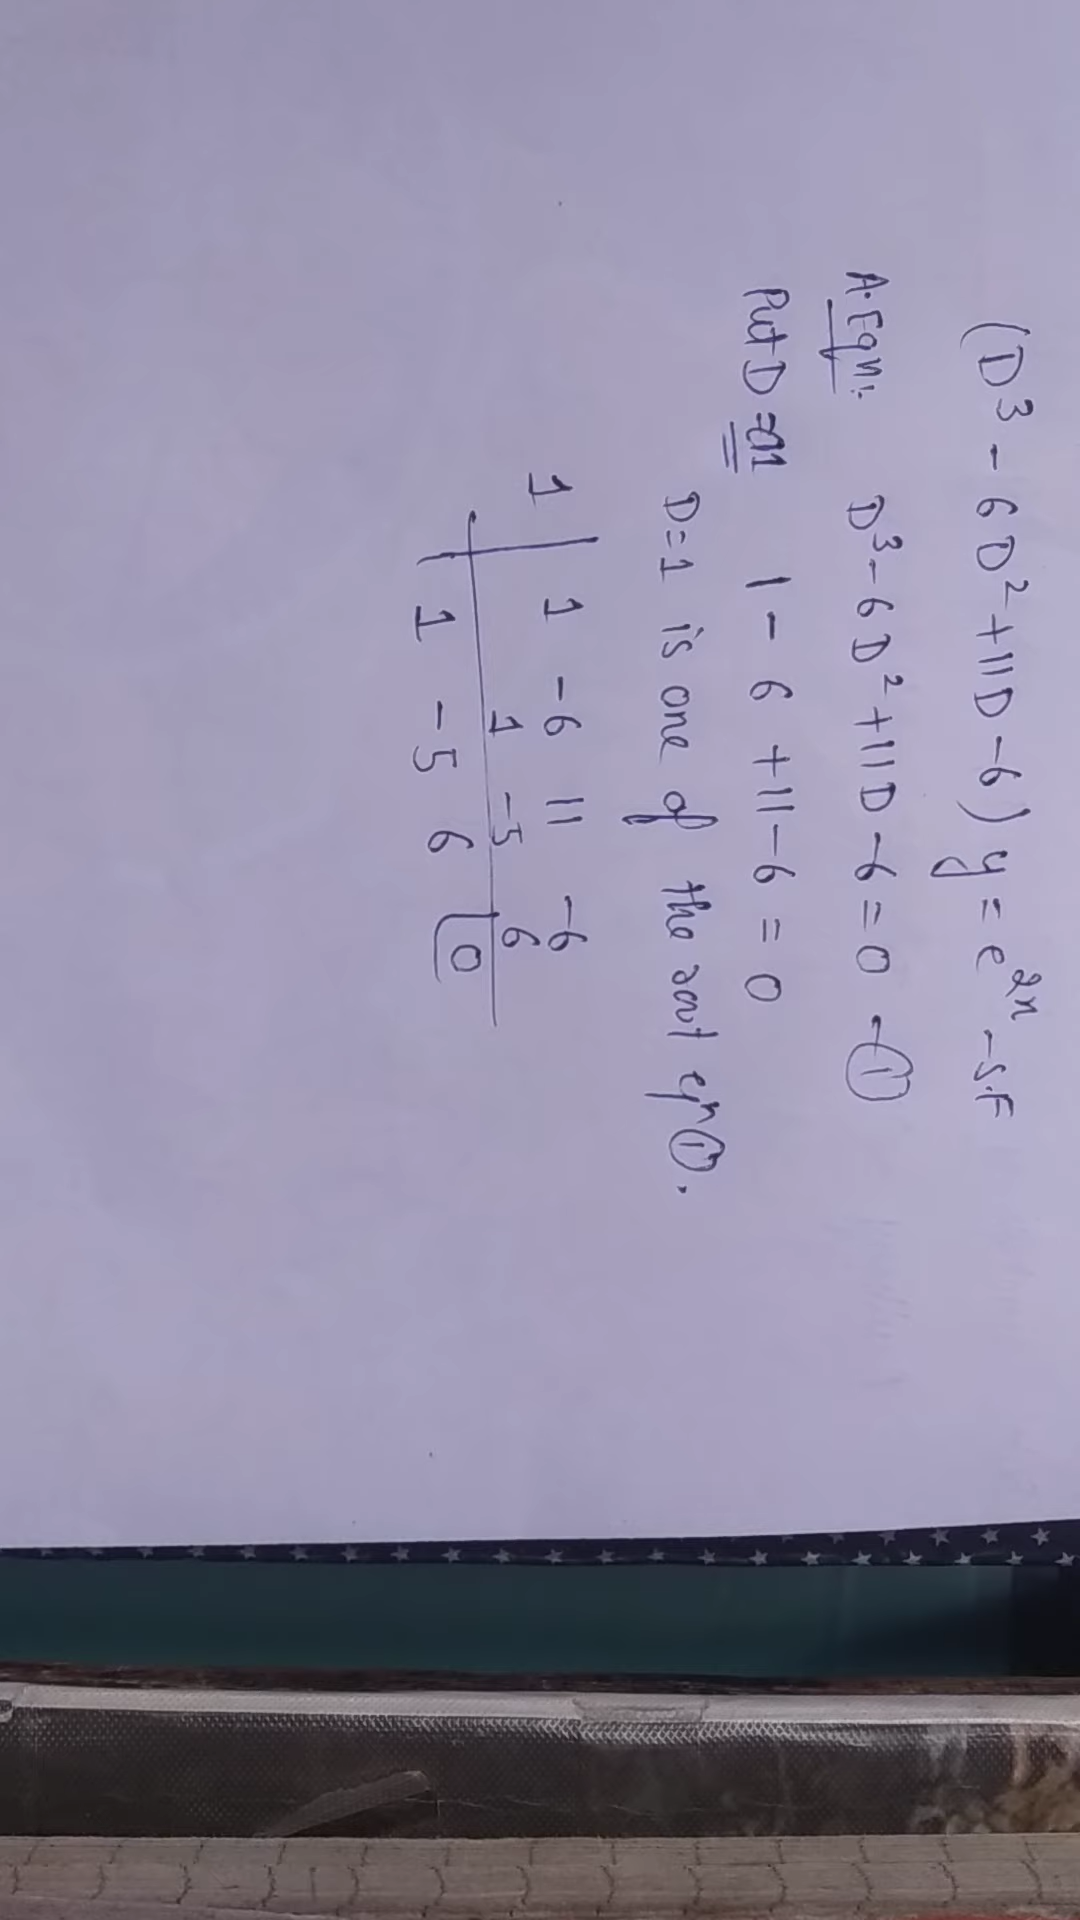 (D³ - 6D² + 11D - 6) y = e²ˣ - S.F
A. Eqn:- D³ - 6D² + 11D - 6 = 0 - ①
Put D = 1 1 - 6 + 11 - 6 = 0
D = 1 is one of the root eqⁿ ①.
1 | 1 -6 11 -6
1 -5 6
1 -5 6 0